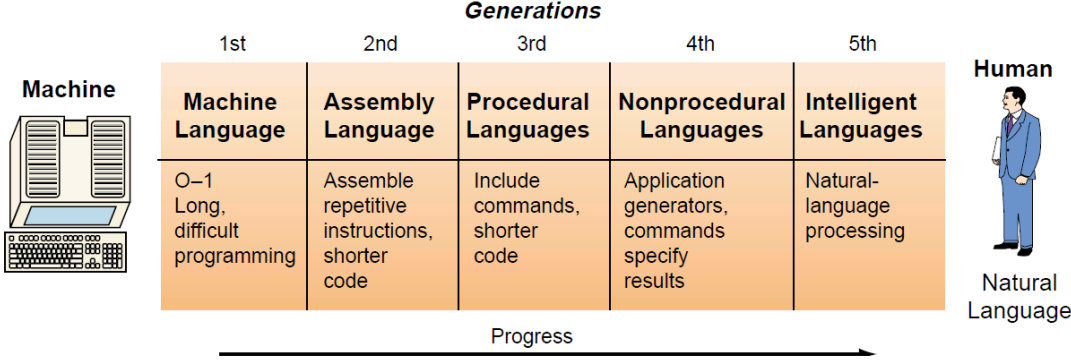 Generations
1st
2nd
3rd
4th
5th
Machine
Human
Machine
Language
Assembly
Language
Procedural
Languages
Nonprocedural
Languages
Intelligent
Languages
O–1
Long,
difficult
programming
Assemble
repetitive
instructions,
shorter
code
Include
commands,
shorter
code
Application
generators,
commands
specify
results
Natural-
language
processing
Natural
Language
Progress